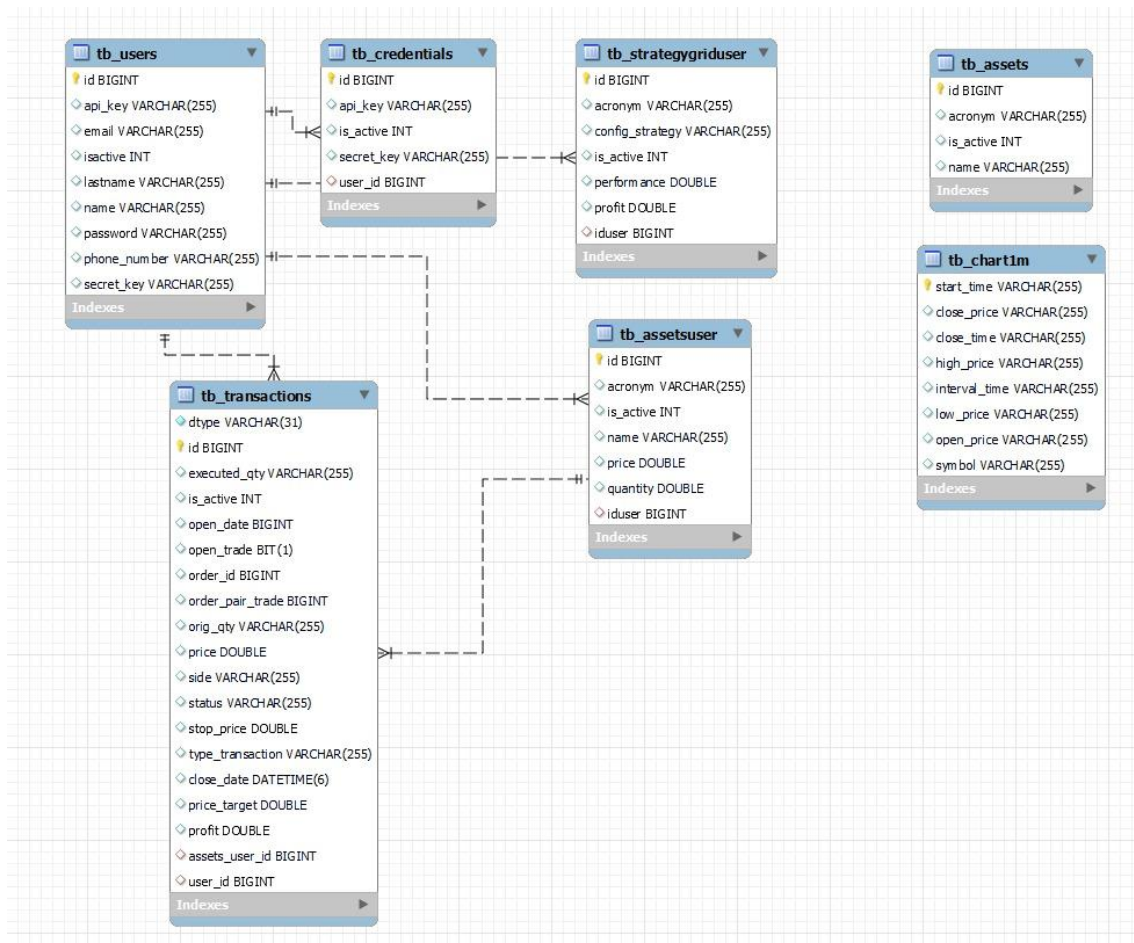 tb_users
id BIGINT
api_key VARCHAR(255)
email VARCHAR(255)
isactive INT
lastname VARCHAR(255)
name VARCHAR(255)
password VARCHAR(255)
phone_number VARCHAR(255)
secret_key VARCHAR(255)
Indexes
tb_credentials
id BIGINT
api_key VARCHAR(255)
is_active INT
secret_key VARCHAR(255)
user_id BIGINT
Indexes
tb_strategygriduser
id BIGINT
acronym VARCHAR(255)
config_strategy VARCHAR(255)
is_active INT
performance DOUBLE
profit DOUBLE
iduser BIGINT
Indexes
tb_assets
id BIGINT
acronym VARCHAR(255)
is_active INT
name VARCHAR(255)
Indexes
tb_chart1m
start_time VARCHAR(255)
close_price VARCHAR(255)
close_time VARCHAR(255)
high_price VARCHAR(255)
interval_time VARCHAR(255)
low_price VARCHAR(255)
open_price VARCHAR(255)
symbol VARCHAR(255)
Indexes
tb_assetsuser
id BIGINT
acronym VARCHAR(255)
is_active INT
name VARCHAR(255)
price DOUBLE
quantity DOUBLE
iduser BIGINT
Indexes
tb_transactions
dtype VARCHAR(31)
id BIGINT
executed_qty VARCHAR(255)
is_active INT
open_date BIGINT
open_trade BIT(1)
order_id BIGINT
order_pair_trade BIGINT
orig_qty VARCHAR(255)
price DOUBLE
side VARCHAR(255)
status VARCHAR(255)
stop_price DOUBLE
type_transaction VARCHAR(255)
close_date DATETIME(6)
price_target DOUBLE
profit DOUBLE
assets_user_id BIGINT
user_id BIGINT
Indexes